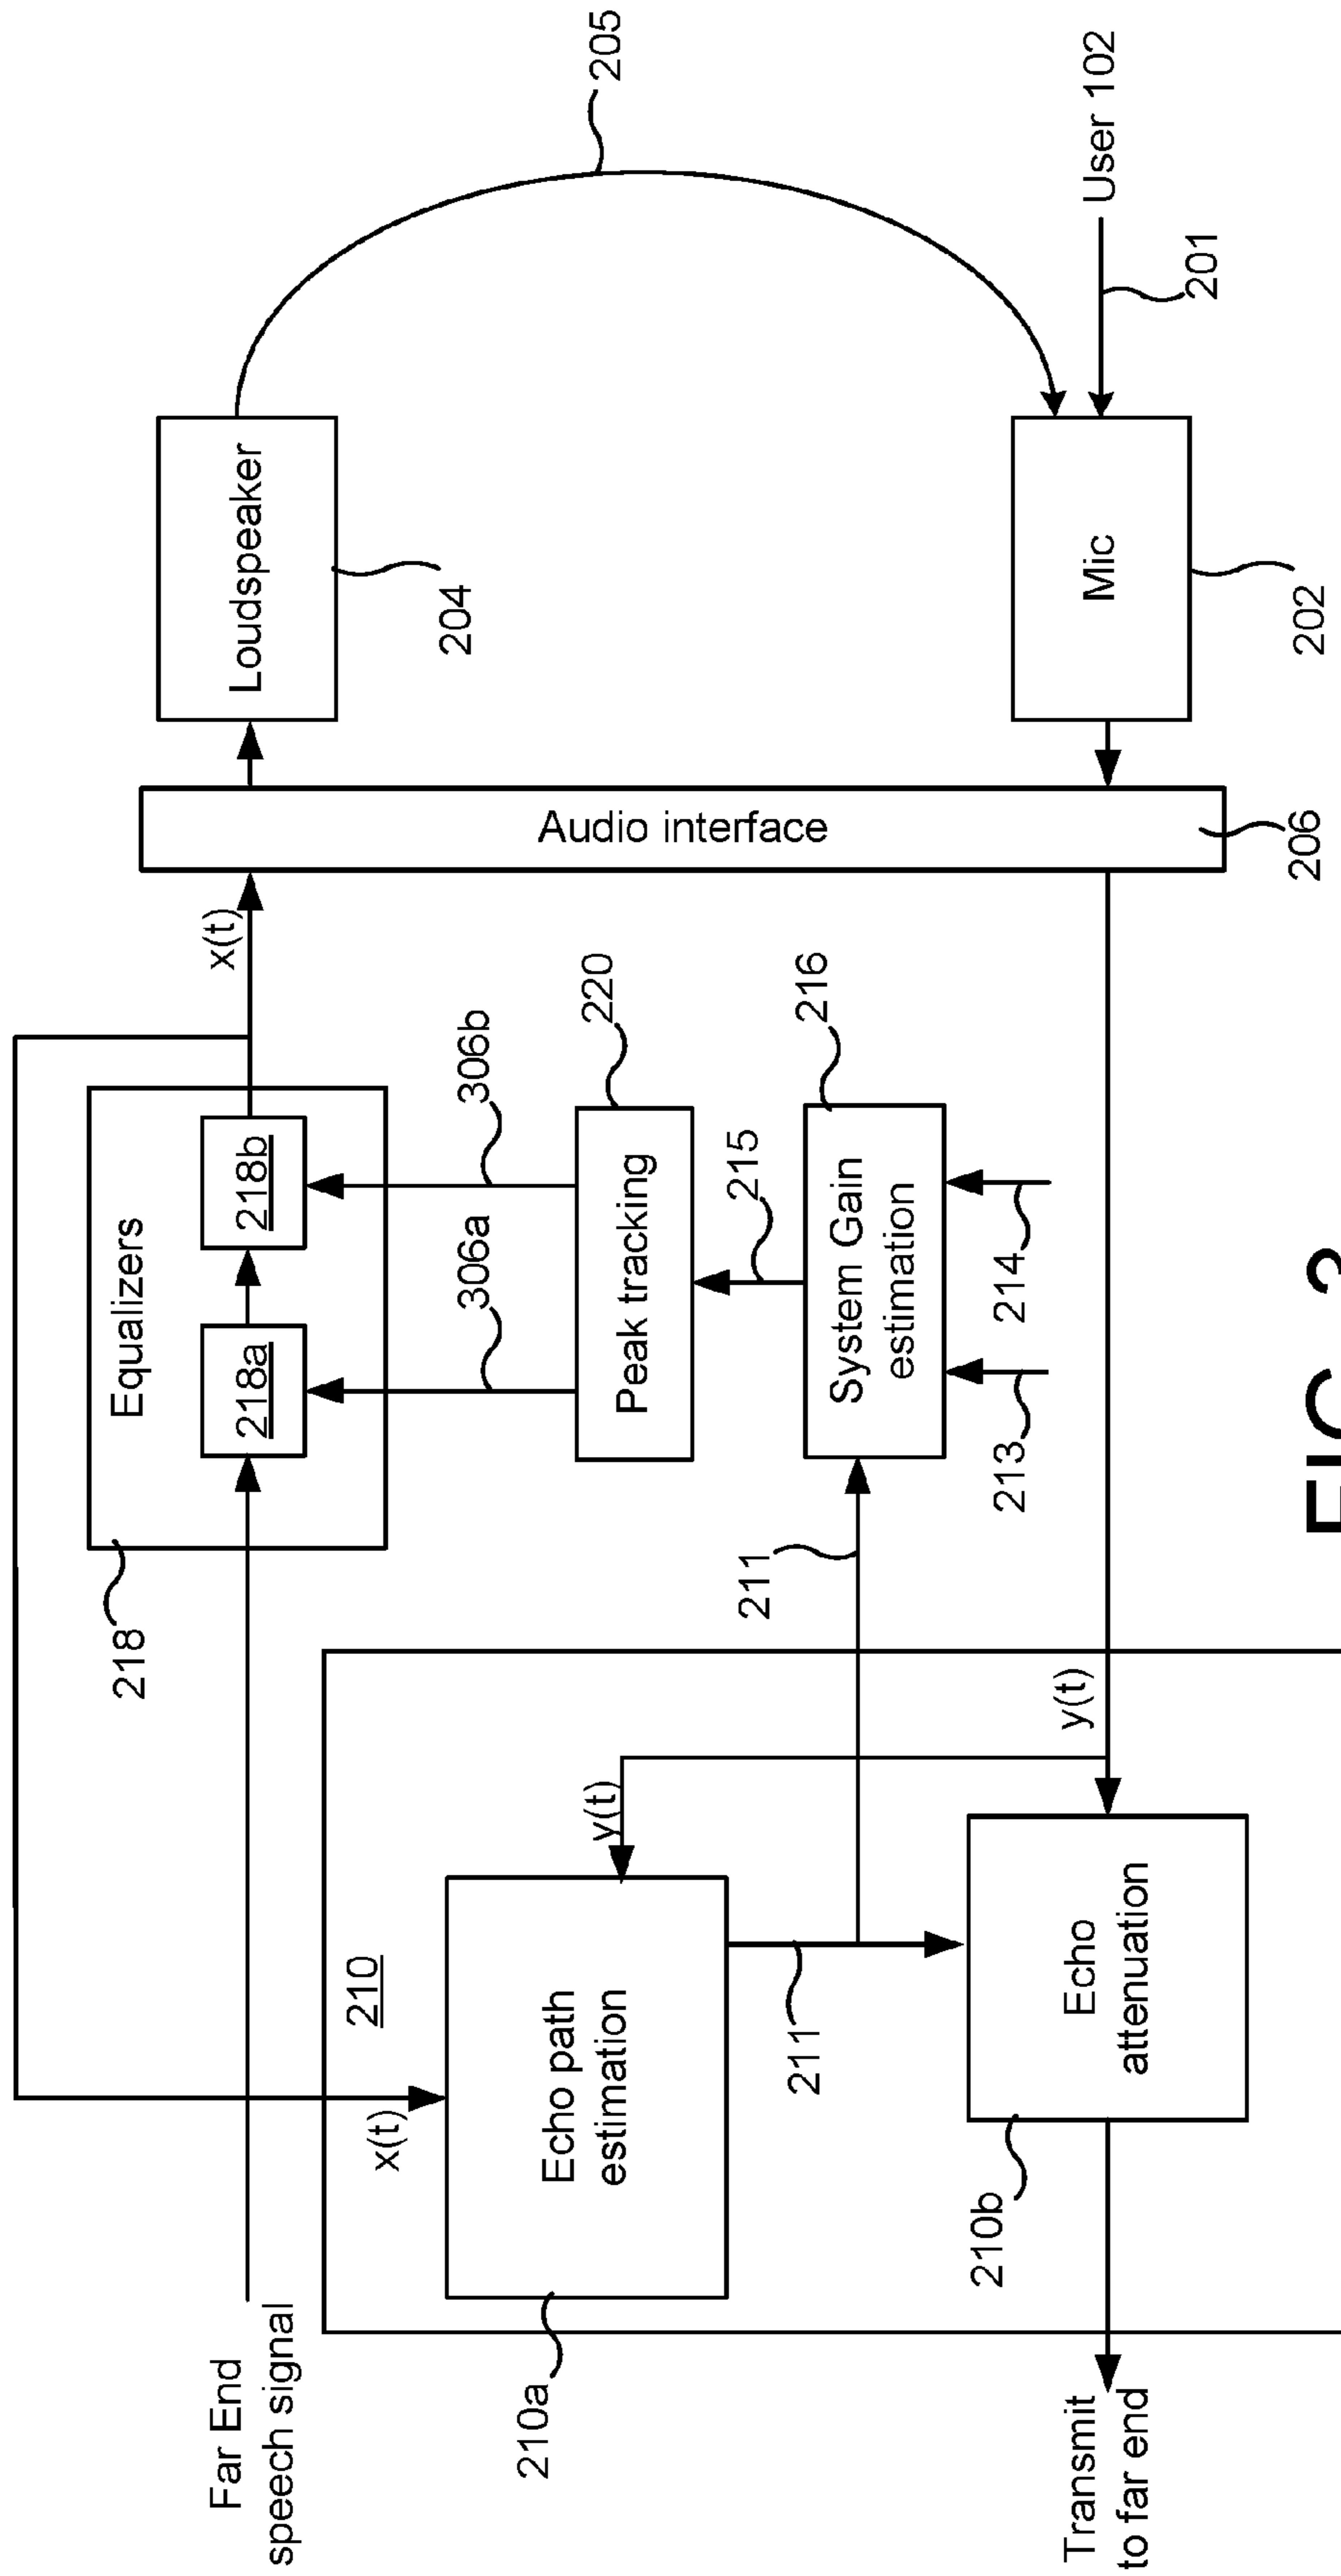 Far End
speech signal
218
Equalizers
218a
218b
x(t)
Loudspeaker
204
205
x(t)
210
Echo path
estimation
210a
y(t)
211
211
306a
306b
Peak tracking
220
215
System Gain
estimation
216
213
214
Audio interface
206
Mic
202
User 102
201
y(t)
Echo
attenuation
210b
Transmit
to far end